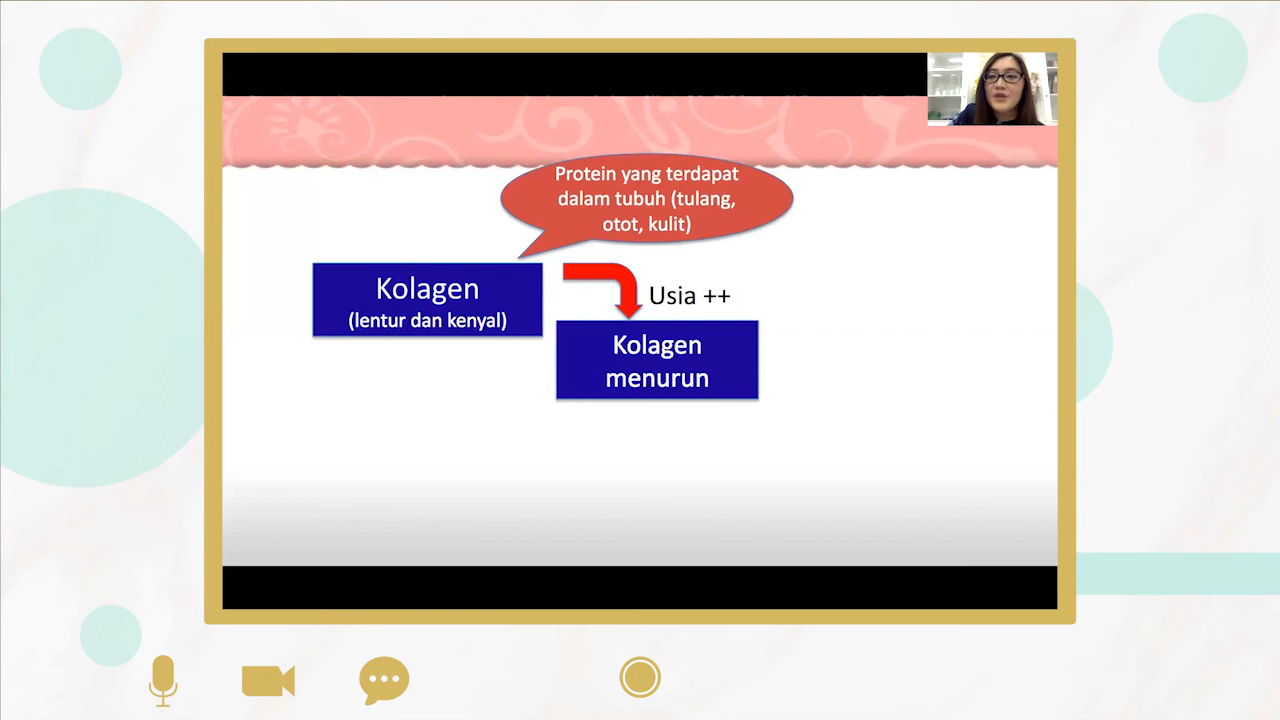 Protein yang terdapat
dalam tubuh (tulang,
otot, kulit)
Kolagen
(lentur dan kenyal)
Usia ++
Kolagen
menurun